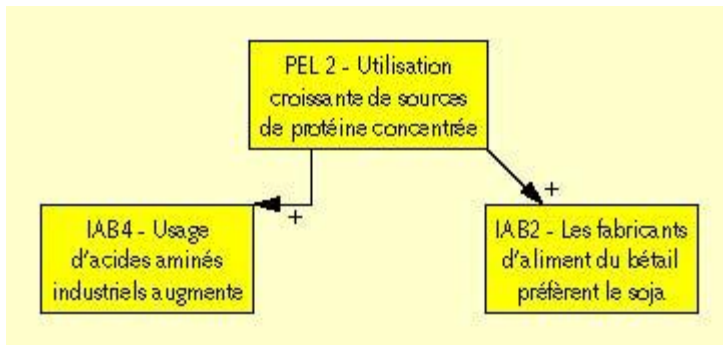 PEL 2 - Utilisation
croissante de sources
de protéine concentrée
+
+
IAB4 - Usage
d'acides aminés
industriels augmente
IAB2 - Les fabricants
d'aliment du bétail
préfèrent le soja